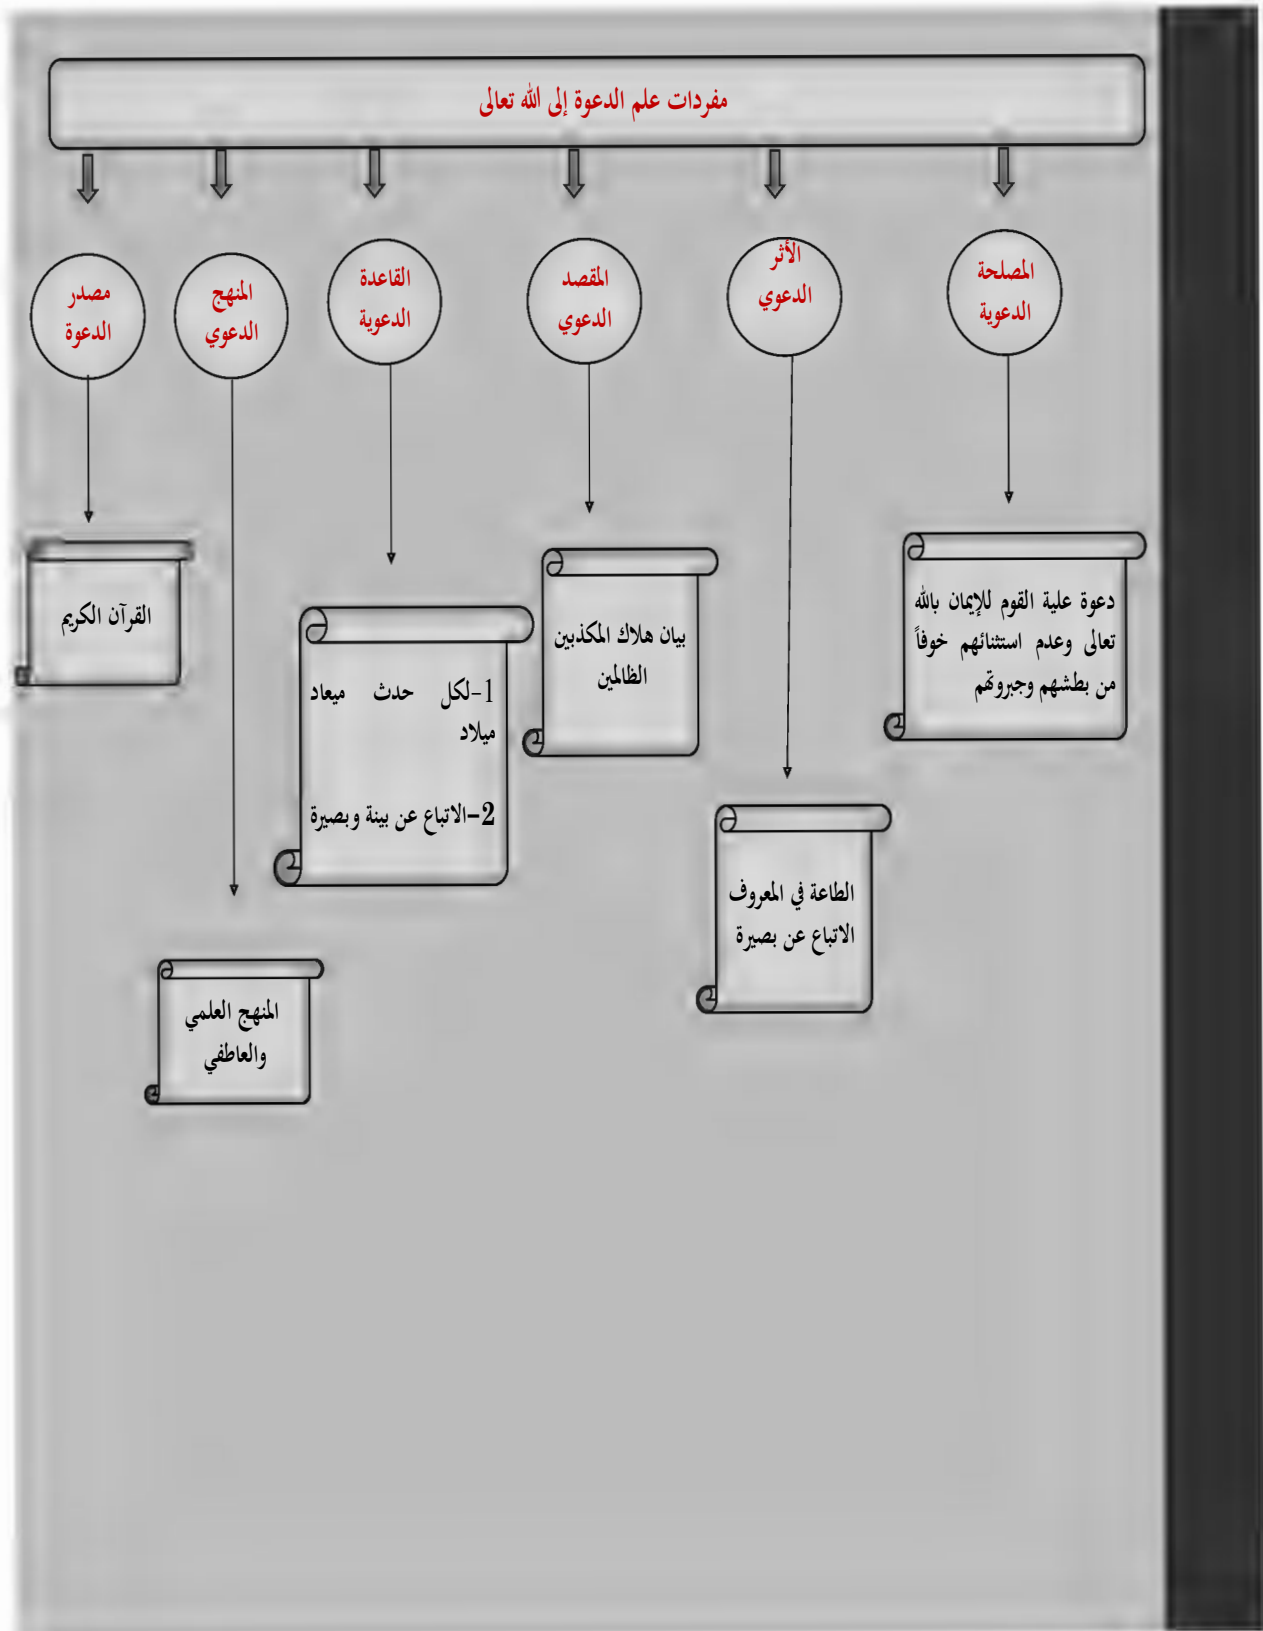 مفردات علم الدعوة إلى الله تعالى
المصلحة
الدعوية
الأثر
الدعوي
المقصد
الدعوي
القاعدة
الدعوية
المنهج
الدعوي
مصدر
الدعوة
دعوة علية القوم للإيمان بالله
تعالى وعدم استثنائهم خوفاً
من بطشهم وجبروتهم
الطاعة في المعروف
الاتباع عن بصيرة
بيان هلاك المكذبين
الظالمين
1-لكل حدث ميعاد
ميلاد
2-الاتباع عن بينة وبصيرة
المنهج العلمي
والعاطفي
القرآن الكريم